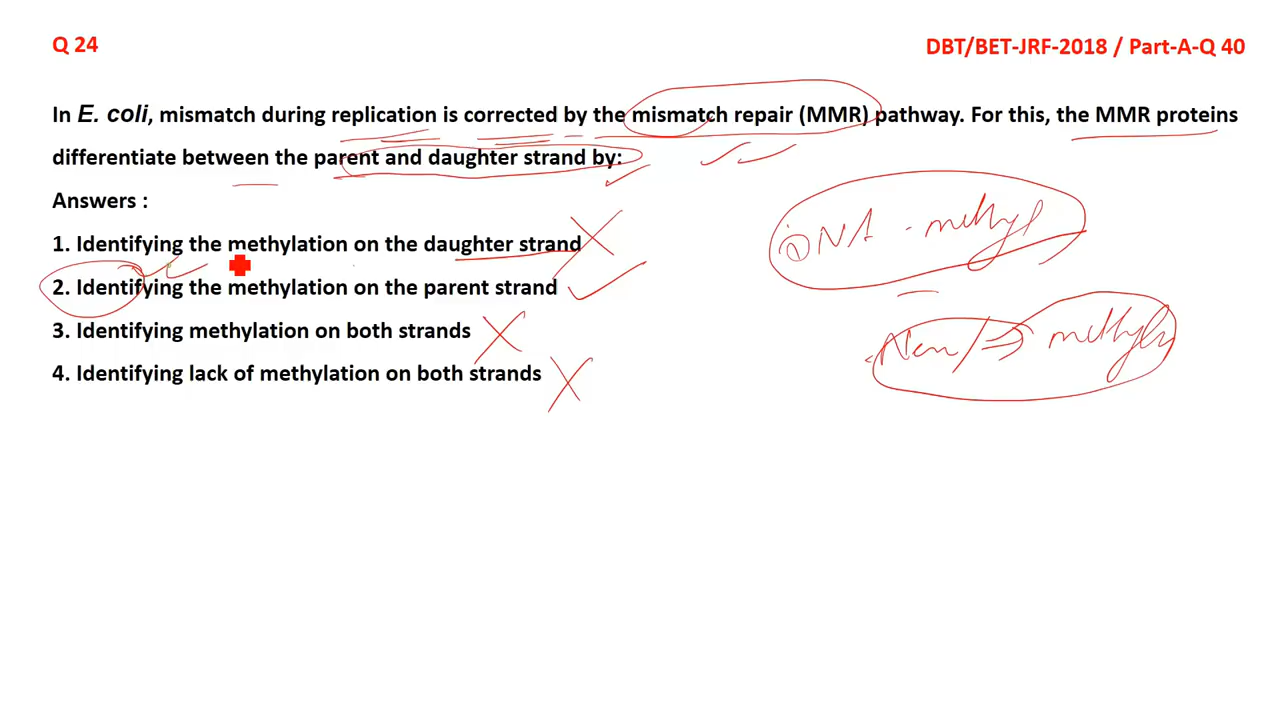 Q 24
DBT/BET-JRF-2018 / Part-A-Q 40
In E. coli, mismatch during replication is corrected by the mismatch repair (MMR) pathway. For this, the MMR proteins
differentiate between the parent and daughter strand by:
Answers :
1. Identifying the methylation on the daughter strand
2. Identifying the methylation on the parent strand
3. Identifying methylation on both strands
4. Identifying lack of methylation on both strands
DNA - methyl